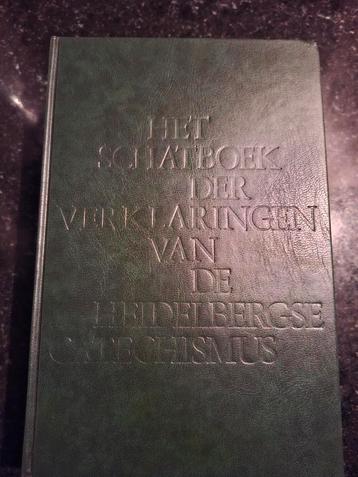 HET
SCHATBOEK
DER
VERKLARINGEN
VAN
DE
HEIDELBERGSE
CATECHISMUS